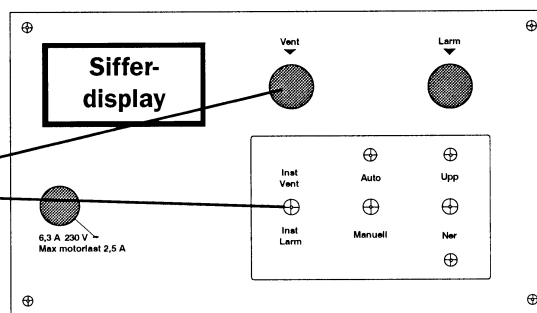 Vent
Larm
Siffer-
display
Inst
Vent
Auto
Upp
Inst
Larm
Manuell
Ner
6,3 A 230 V ~
Max motorlast 2,5 A